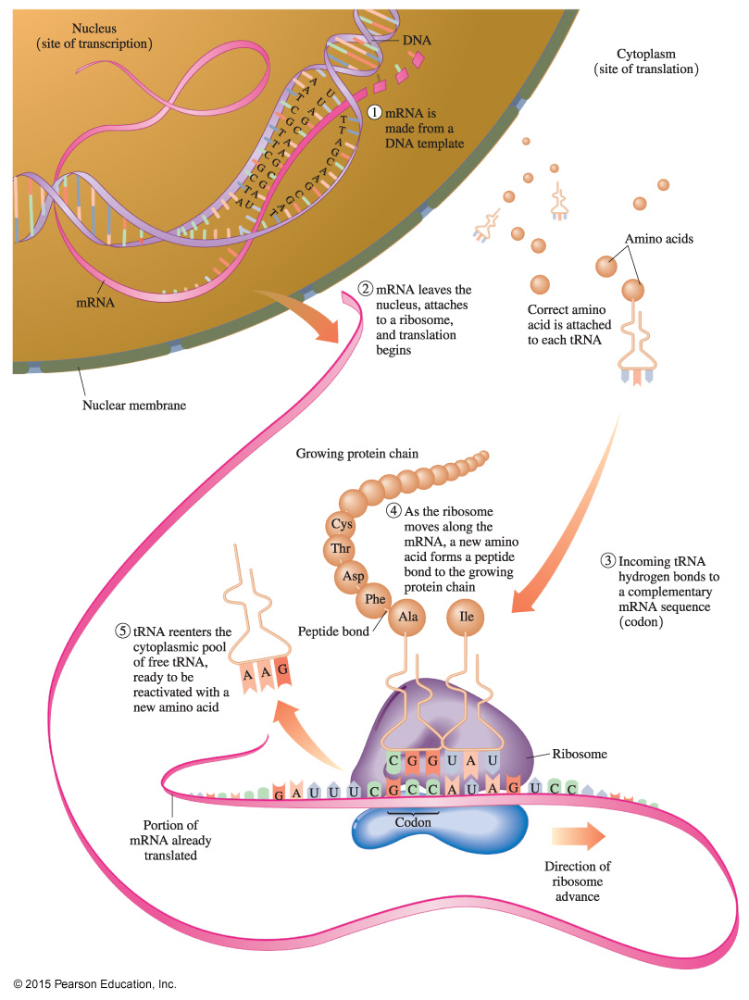 Nucleus
(site of transcription)
DNA
Cytoplasm
(site of translation)
① mRNA is
made from a
DNA template
Amino acids
mRNA
② mRNA leaves the
nucleus, attaches
to a ribosome,
and translation
begins
Correct amino
acid is attached
to each tRNA
Nuclear membrane
Growing protein chain
④ As the ribosome
moves along the
mRNA, a new amino
acid forms a peptide
bond to the growing
protein chain
Cys
Thr
Asp
Phe
Ala
Ile
Peptide bond
③ Incoming tRNA
hydrogen bonds to
a complementary
mRNA sequence
(codon)
⑤ tRNA reenters the
cytoplasmic pool
of free tRNA,
ready to be
reactivated with a
new amino acid
A A G
Ribosome
C G G U A U
G A U U U C G C C A U A G U C C
Codon
Portion of
mRNA already
translated
Direction of
ribosome
advance
© 2015 Pearson Education, Inc.